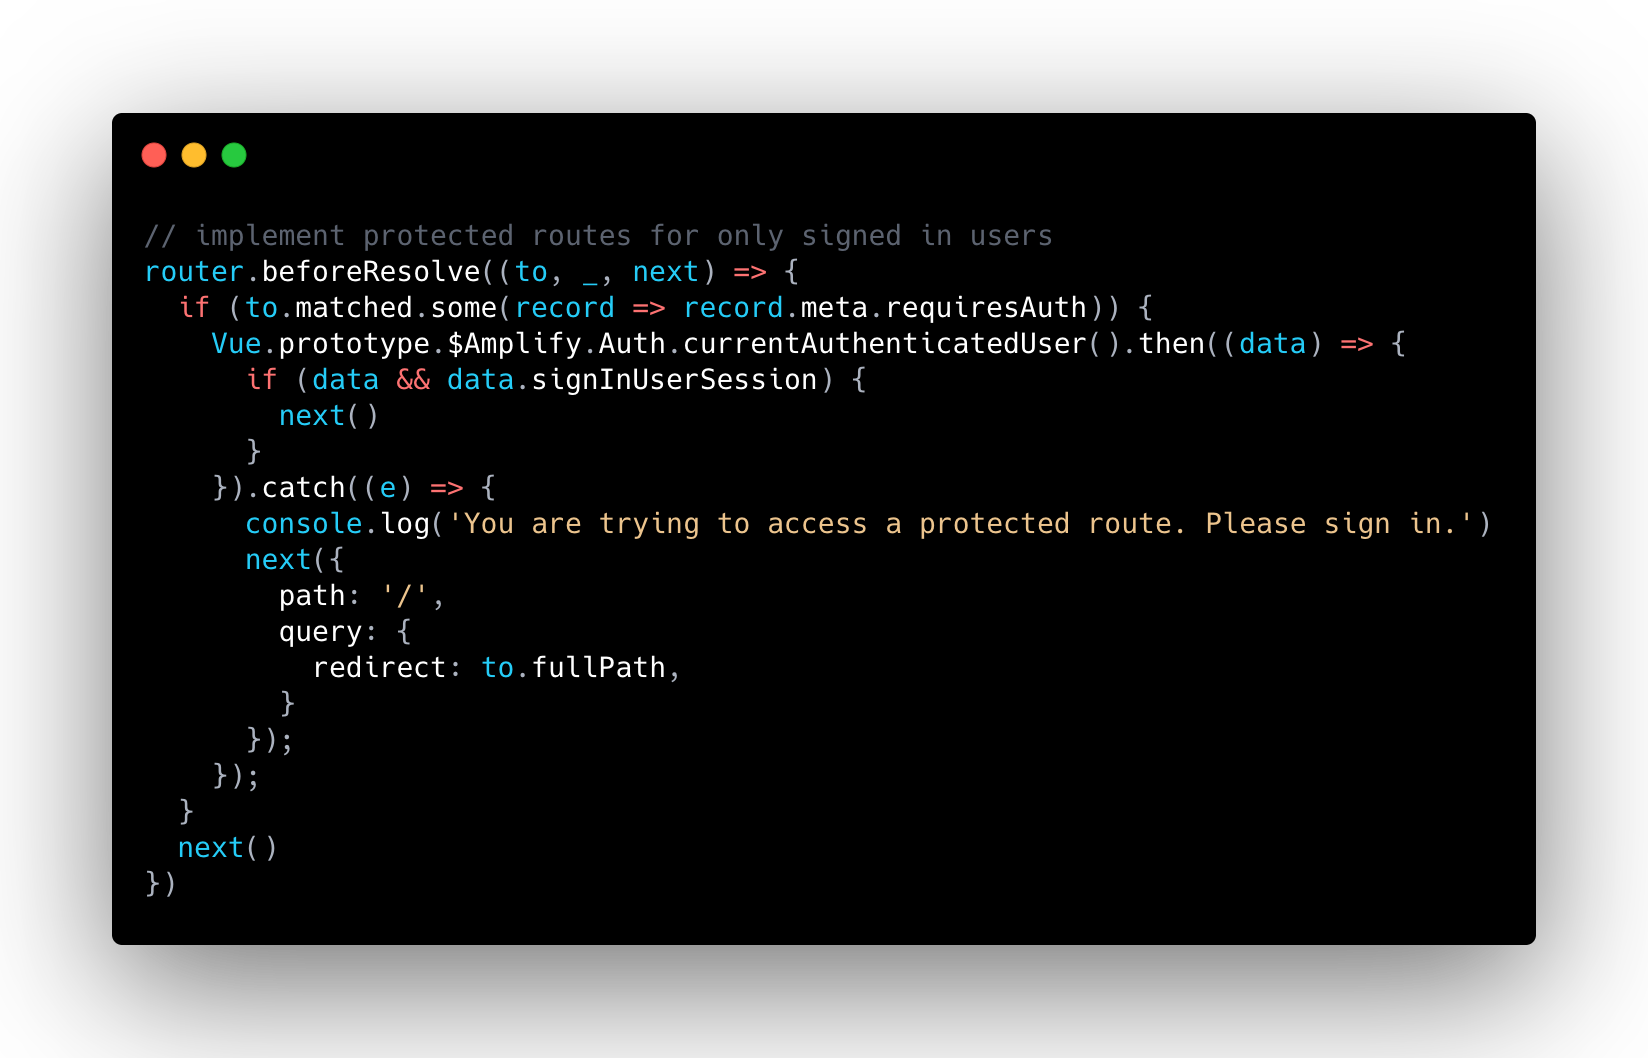 // implement protected routes for only signed in users
router.beforeResolve((to, _, next) => {
  if (to.matched.some(record => record.meta.requiresAuth)) {
    Vue.prototype.$Amplify.Auth.currentAuthenticatedUser().then((data) => {
      if (data && data.signInUserSession) {
        next()
      }
    }).catch((e) => {
      console.log('You are trying to access a protected route. Please sign in.')
      next({
        path: '/',
        query: {
          redirect: to.fullPath,
        }
      });
    });
  }
  next()
})